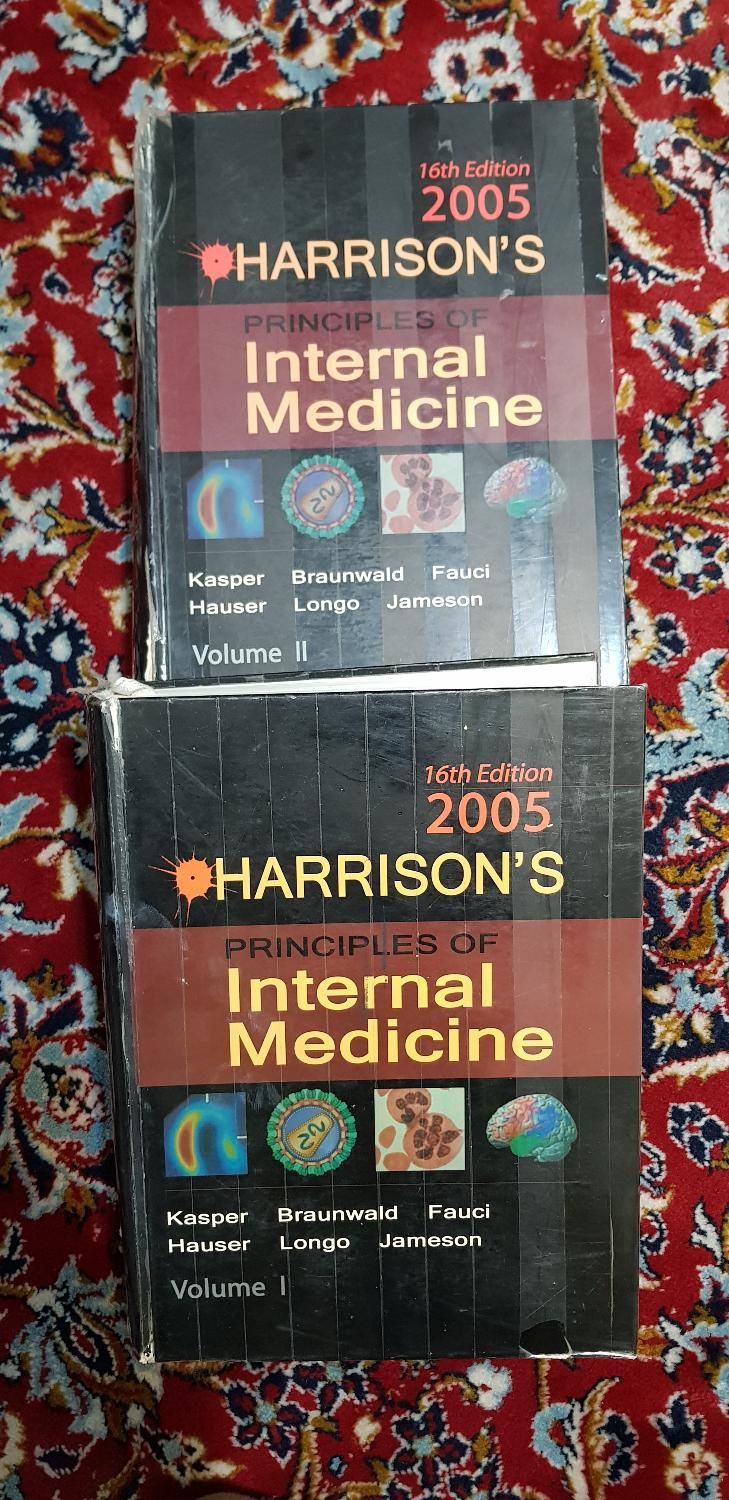 16th Edition
2005
HARRISON'S
PRINCIPLES OF
Internal
Medicine
Kasper Braunwald Fauci
Hauser Longo Jameson
Volume II
16th Edition
2005
HARRISON'S
PRINCIPLES OF
Internal
Medicine
Kasper Braunwald Fauci
Hauser Longo Jameson
Volume I